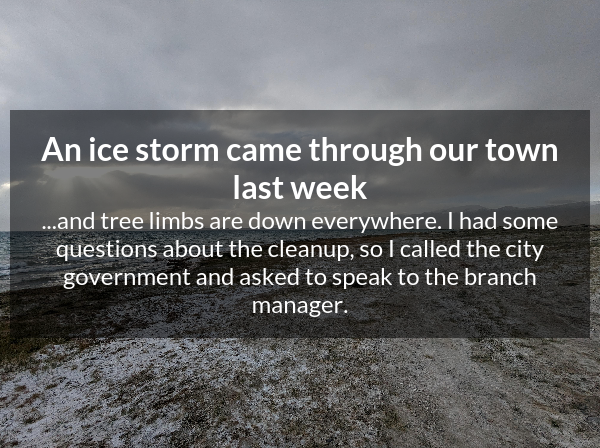 An ice storm came through our town
last week
...and tree limbs are down everywhere. I had some
questions about the cleanup, so I called the city
government and asked to speak to the branch
manager.